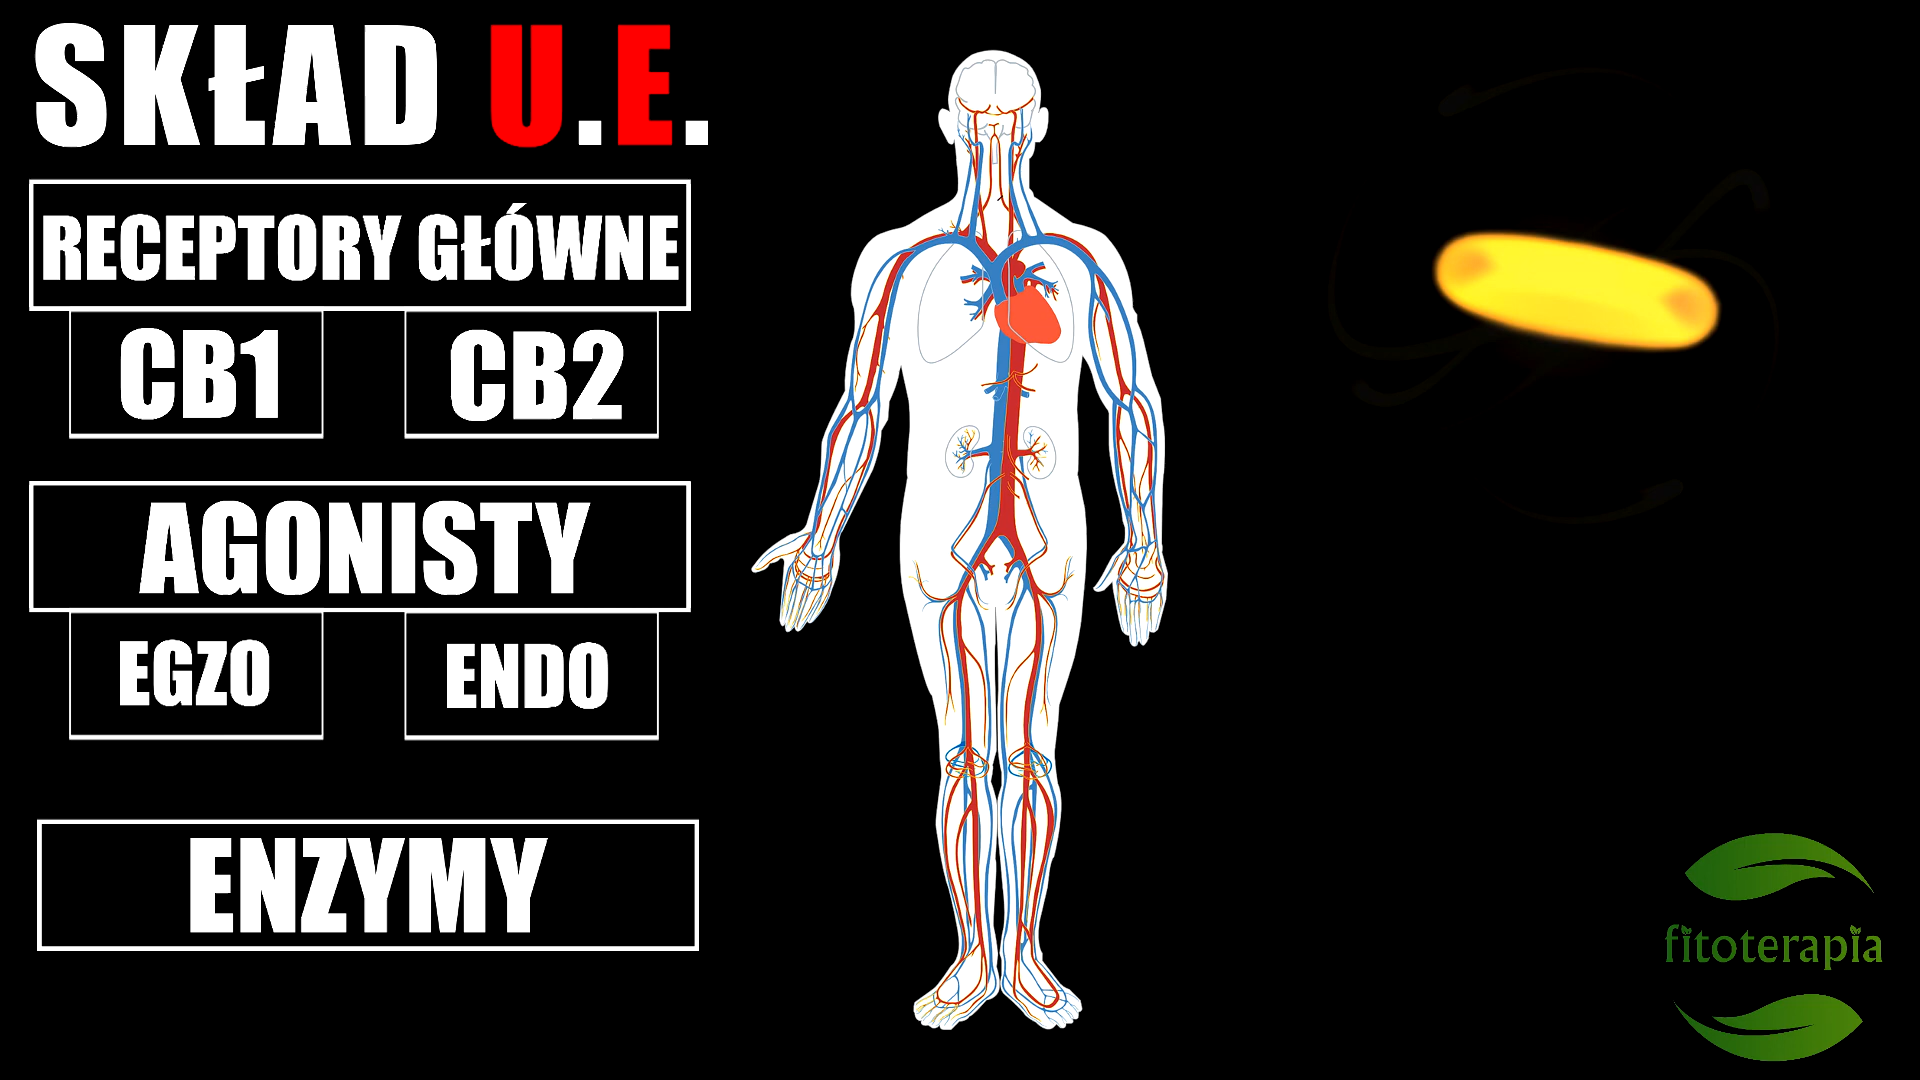 SKŁAD U.E.
RECEPTORY GŁÓWNE
CB1 CB2
AGONISTY
EGZO ENDO
ENZYMY
fitoterapia